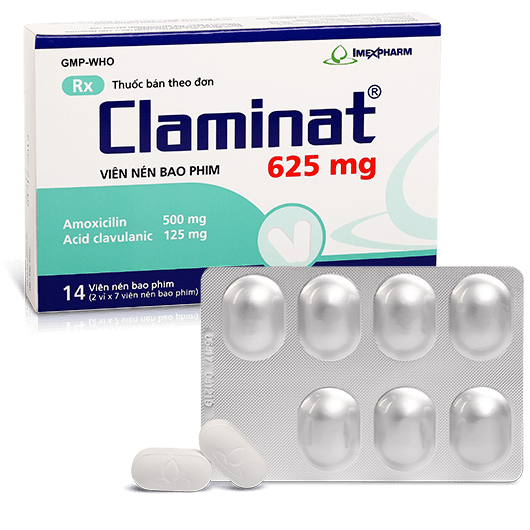 IMEXPHARM
GMP-WHO
Rx Thuốc bán theo đơn
Claminat®
VIÊN NÉN BAO PHIM 625 mg
Amoxicilin 500 mg
Acid clavulanic 125 mg
14 Viên nén bao phim
(2 vỉ x 7 viên nén bao phim)